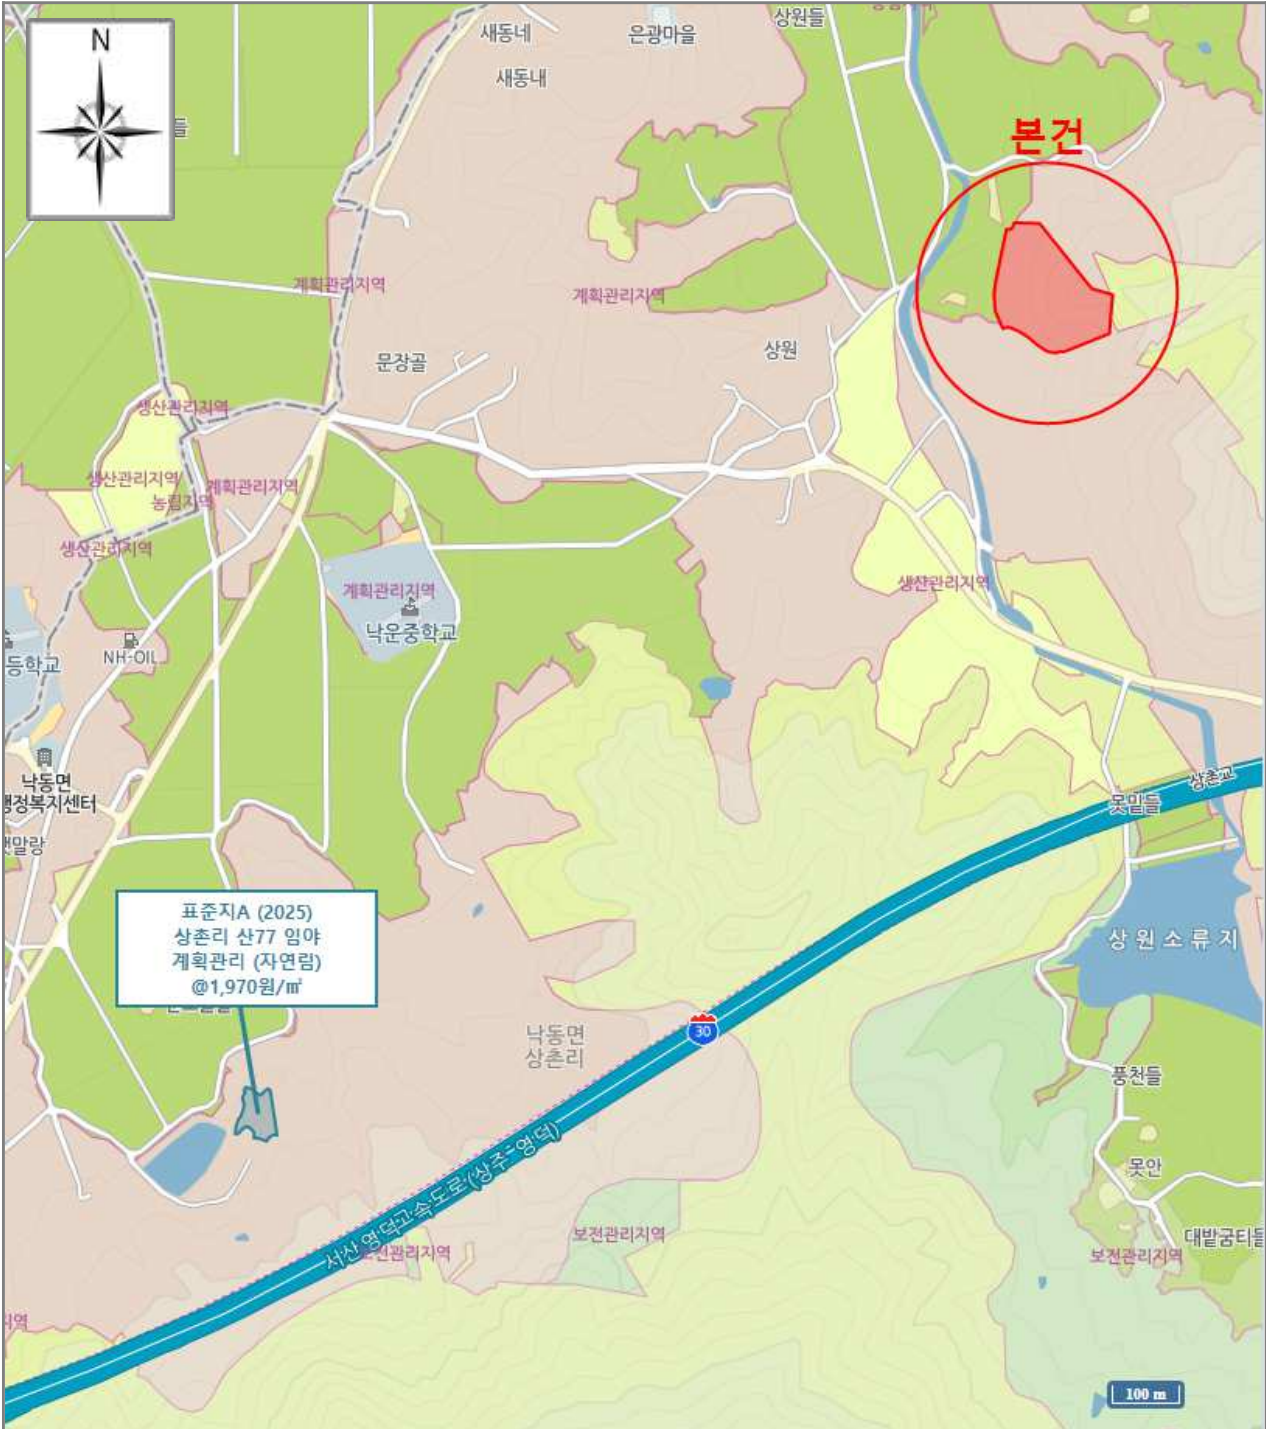 N
새동네
은광마을
상원들
새동내
들
본건
계획관리지역
계획관리지역
문장골
상원
생산관리지역
생산관리지역
계획관리지역
농림지역
생산관리지역
계획관리지역
생산관리지역
낙운중학교
등학교
NH-OIL
낙동면
행정복지센터
상촌교
못밑들
표준지A (2025)
상촌리 산77 임야
계획관리 (자연림)
@1,970원/㎡
상원소류지
30
낙동면
상촌리
풍천들
못안
서산영덕고속도로(상주-영덕)
보전관리지역
보전관리지역
대밭굼티들
보전관리지역
지역
100 m